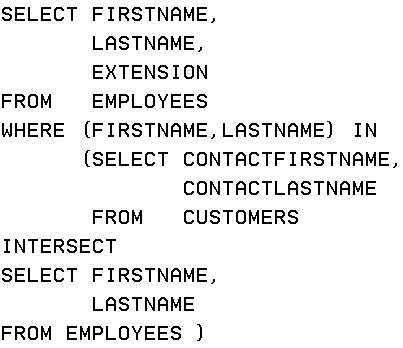 SELECT FIRSTNAME,
       LASTNAME,
       EXTENSION
FROM   EMPLOYEES
WHERE (FIRSTNAME,LASTNAME) IN
      (SELECT CONTACTFIRSTNAME,
              CONTACTLASTNAME
       FROM   CUSTOMERS
INTERSECT
SELECT FIRSTNAME,
       LASTNAME
FROM EMPLOYEES )